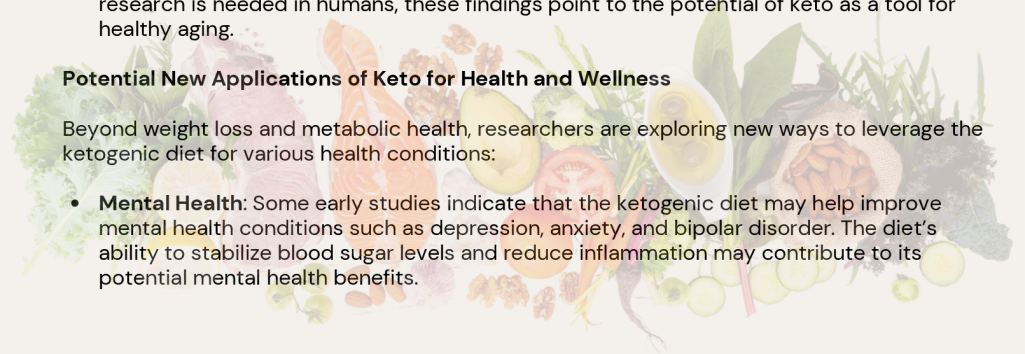 research is needed in humans, these findings point to the potential of keto as a tool for
healthy aging.
Potential New Applications of Keto for Health and Wellness
Beyond weight loss and metabolic health, researchers are exploring new ways to leverage the
ketogenic diet for various health conditions:
• Mental Health: Some early studies indicate that the ketogenic diet may help improve
mental health conditions such as depression, anxiety, and bipolar disorder. The diet’s
ability to stabilize blood sugar levels and reduce inflammation may contribute to its
potential mental health benefits.